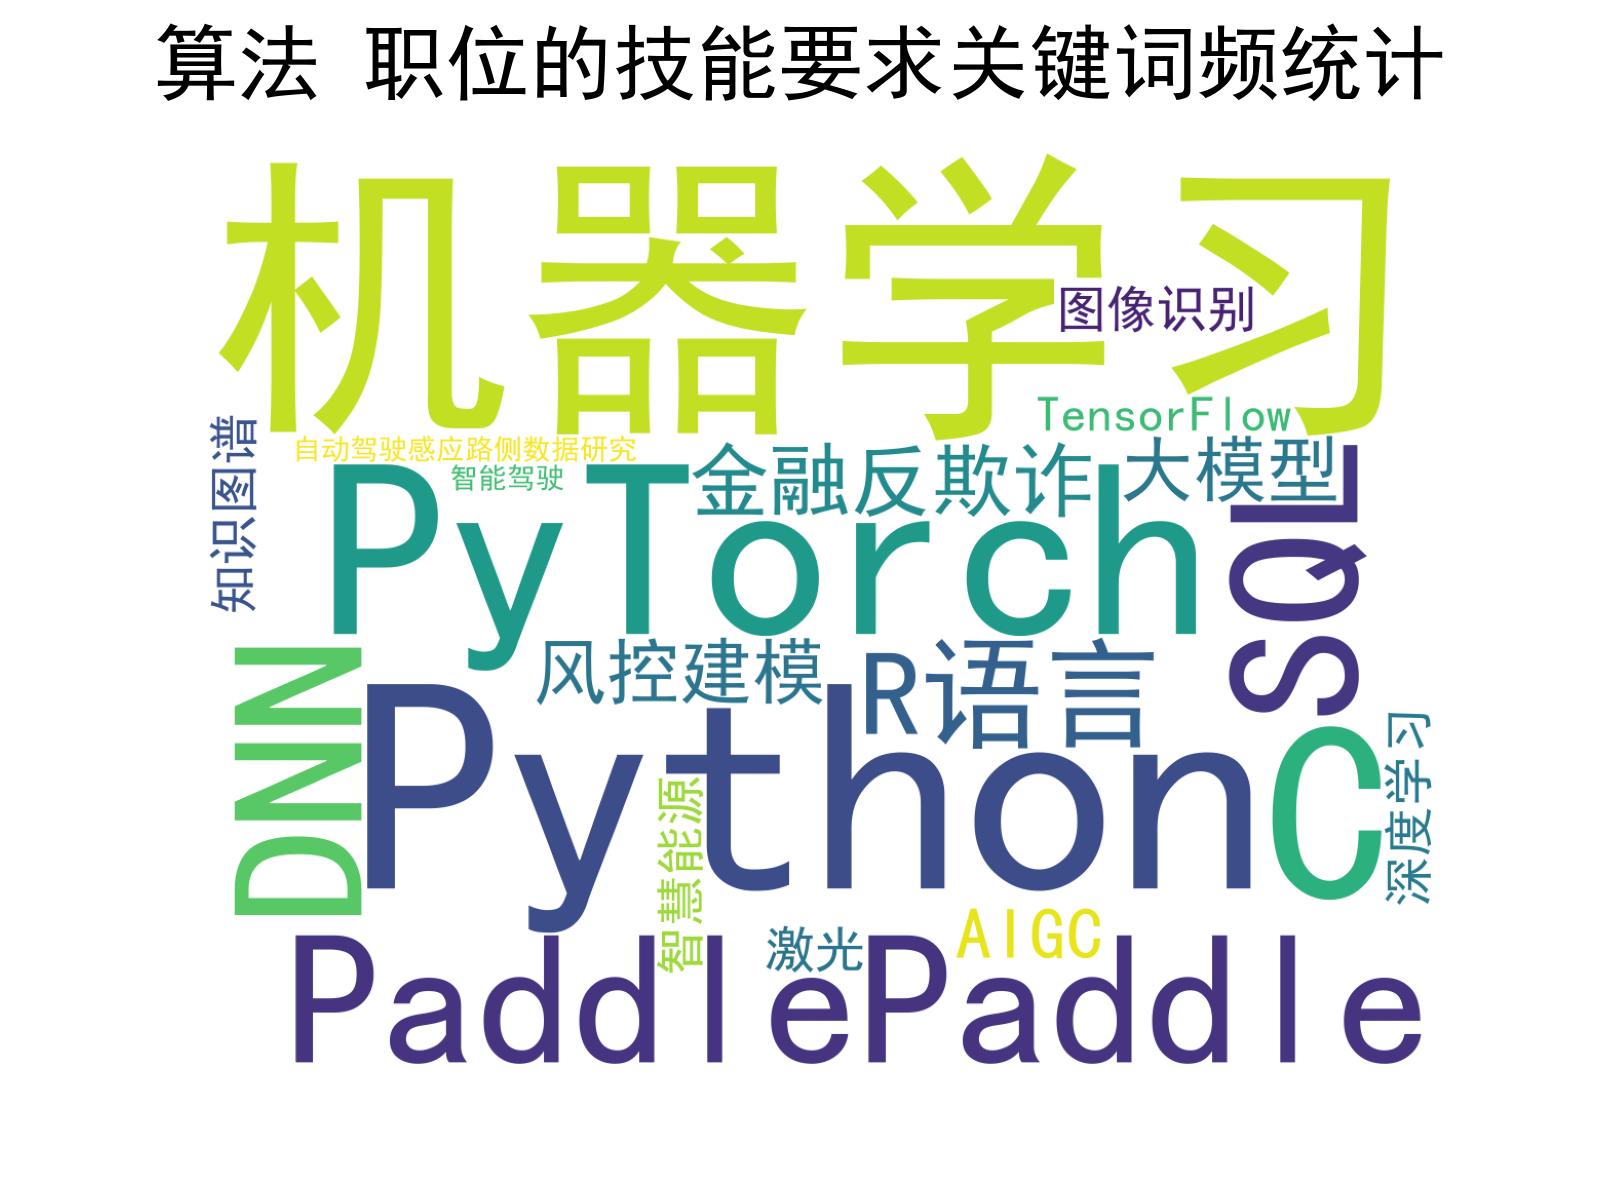 算法 职位的技能要求关键词频统计
机器学习
图像识别
TensorFlow
知识图谱
自动驾驶感应路侧数据研究
智能驾驶
金融反欺诈
大模型
PyTorch
SQL
风控建模
R语言
DNN
Python
C
深度学习
智慧能源
激光
AIGC
PaddlePaddle